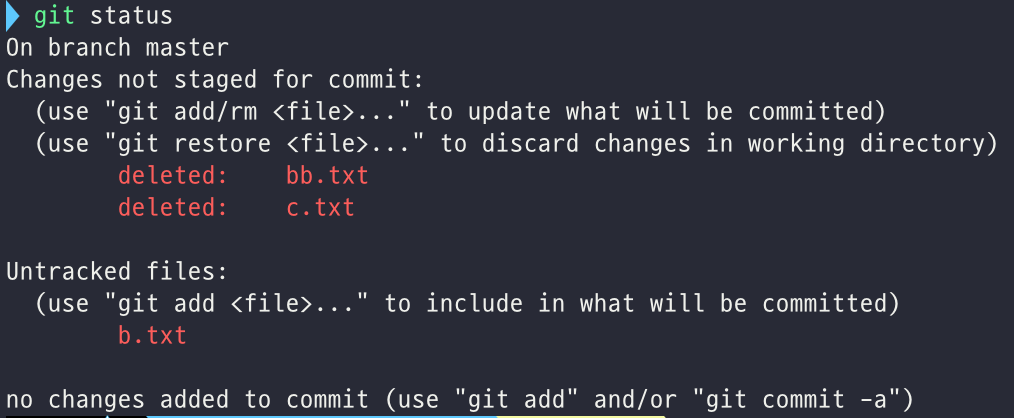 git status
On branch master
Changes not staged for commit:
  (use "git add/rm <file>..." to update what will be committed)
  (use "git restore <file>..." to discard changes in working directory)
        deleted:    bb.txt
        deleted:    c.txt

Untracked files:
  (use "git add <file>..." to include in what will be committed)
        b.txt

no changes added to commit (use "git add" and/or "git commit -a")